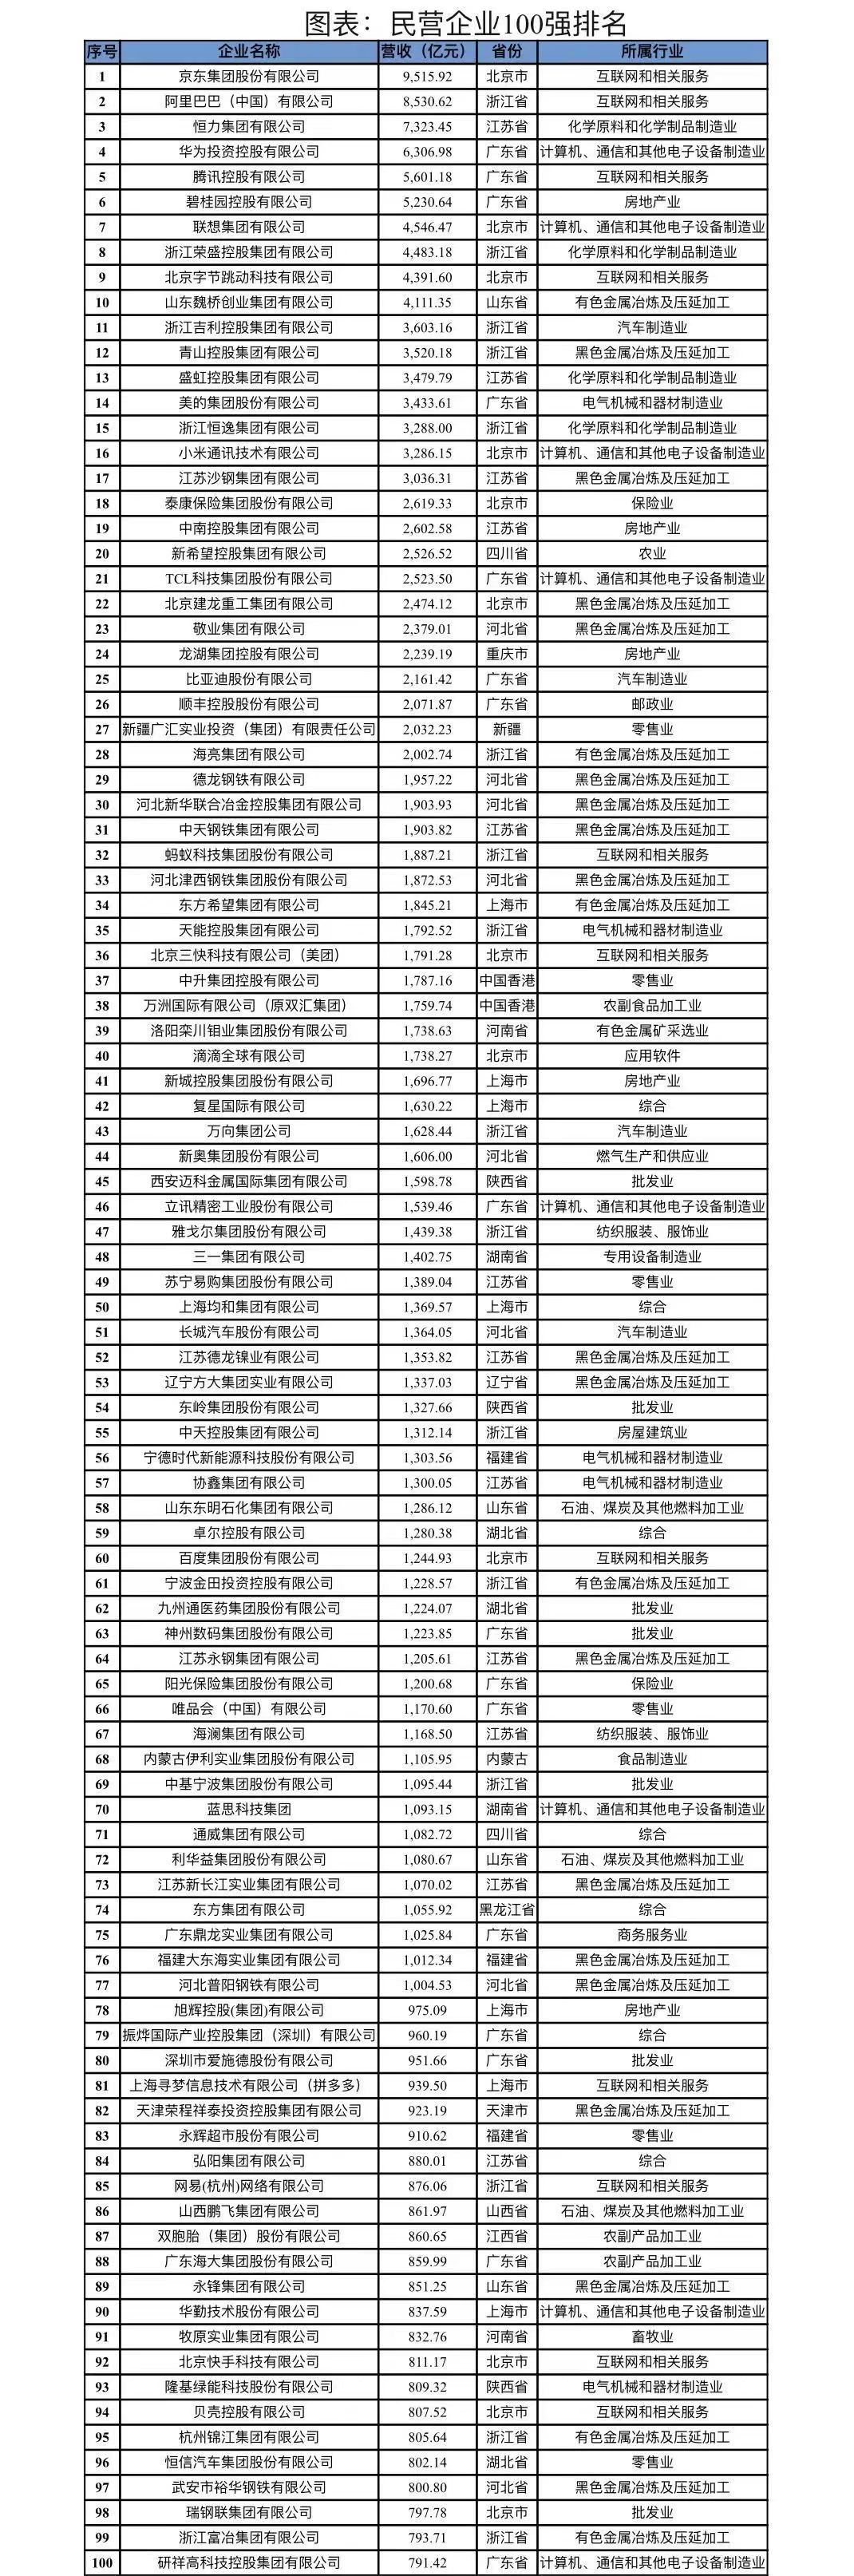 图表：民营企业100强排名
序号 企业名称 营收（亿元） 省份 所属行业
1 京东集团股份有限公司 9,515.92 北京市 互联网和相关服务
2 阿里巴巴（中国）有限公司 8,530.62 浙江省 互联网和相关服务
3 恒力集团有限公司 7,323.45 江苏省 化学原料和化学制品制造业
4 华为投资控股有限公司 6,306.98 广东省 计算机、通信和其他电子设备制造业
5 腾讯控股有限公司 5,601.18 广东省 互联网和相关服务
6 碧桂园控股有限公司 5,230.64 广东省 房地产业
7 联想集团有限公司 4,546.47 北京市 计算机、通信和其他电子设备制造业
8 浙江荣盛控股集团有限公司 4,483.18 浙江省 化学原料和化学制品制造业
9 北京字节跳动科技有限公司 4,391.60 北京市 互联网和相关服务
10 山东魏桥创业集团有限公司 4,111.35 山东省 有色金属冶炼及压延加工
11 浙江吉利控股集团有限公司 3,603.16 浙江省 汽车制造业
12 青山控股集团有限公司 3,520.18 浙江省 黑色金属冶炼及压延加工
13 盛虹控股集团有限公司 3,479.79 江苏省 化学原料和化学制品制造业
14 美的集团股份有限公司 3,433.61 广东省 电气机械和器材制造业
15 浙江恒逸集团有限公司 3,288.00 浙江省 化学原料和化学制品制造业
16 小米通讯技术有限公司 3,286.15 北京市 计算机、通信和其他电子设备制造业
17 江苏沙钢集团有限公司 3,036.31 江苏省 黑色金属冶炼及压延加工
18 泰康保险集团股份有限公司 2,619.33 北京市 保险业
19 中南控股集团有限公司 2,602.58 江苏省 房地产业
20 新希望控股集团有限公司 2,526.52 四川省 农业
21 TCL科技集团股份有限公司 2,523.50 广东省 计算机、通信和其他电子设备制造业
22 北京建龙重工集团有限公司 2,474.12 北京市 黑色金属冶炼及压延加工
23 敬业集团有限公司 2,379.01 河北省 黑色金属冶炼及压延加工
24 龙湖集团控股有限公司 2,239.19 重庆市 房地产业
25 比亚迪股份有限公司 2,161.42 广东省 汽车制造业
26 顺丰控股股份有限公司 2,071.87 广东省 邮政业
27 新疆广汇实业投资（集团）有限责任公司 2,032.23 新疆 零售业
28 海亮集团有限公司 2,002.74 浙江省 有色金属冶炼及压延加工
29 德龙钢铁有限公司 1,957.22 河北省 黑色金属冶炼及压延加工
30 河北新华联合冶金控股集团有限公司 1,903.93 河北省 黑色金属冶炼及压延加工
31 中天钢铁集团有限公司 1,903.82 江苏省 黑色金属冶炼及压延加工
32 蚂蚁科技集团股份有限公司 1,887.21 浙江省 互联网和相关服务
33 河北津西钢铁集团股份有限公司 1,872.53 河北省 黑色金属冶炼及压延加工
34 东方希望集团有限公司 1,845.21 上海市 有色金属冶炼及压延加工
35 天能控股集团有限公司 1,792.52 浙江省 电气机械和器材制造业
36 北京三快科技有限公司（美团） 1,791.28 北京市 互联网和相关服务
37 中升集团控股有限公司 1,787.16 中国香港 零售业
38 万洲国际有限公司（原双汇集团） 1,759.74 中国香港 农副食品加工业
39 洛阳栾川钼业集团股份有限公司 1,738.63 河南省 有色金属矿采选业
40 滴滴全球有限公司 1,738.27 北京市 应用软件
41 新城控股集团股份有限公司 1,696.77 上海市 房地产业
42 复星国际有限公司 1,630.22 上海市 综合
43 万向集团公司 1,628.44 浙江省 汽车制造业
44 新奥集团股份有限公司 1,606.00 河北省 燃气生产和供应业
45 西安迈科金属国际集团有限公司 1,598.78 陕西省 批发业
46 立讯精密工业股份有限公司 1,539.46 广东省 计算机、通信和其他电子设备制造业
47 雅戈尔集团股份有限公司 1,439.38 浙江省 纺织服装、服饰业
48 三一集团有限公司 1,402.75 湖南省 专用设备制造业
49 苏宁易购集团股份有限公司 1,389.04 江苏省 零售业
50 上海均和集团有限公司 1,369.57 上海市 综合
51 长城汽车股份有限公司 1,364.05 河北省 汽车制造业
52 江苏德龙镍业有限公司 1,353.82 江苏省 黑色金属冶炼及压延加工
53 辽宁方大集团实业有限公司 1,337.03 辽宁省 黑色金属冶炼及压延加工
54 东岭集团股份有限公司 1,327.66 陕西省 批发业
55 中天控股集团有限公司 1,312.14 浙江省 房屋建筑业
56 宁德时代新能源科技股份有限公司 1,303.56 福建省 电气机械和器材制造业
57 协鑫集团有限公司 1,300.05 江苏省 电气机械和器材制造业
58 山东东明石化集团有限公司 1,286.12 山东省 石油、煤炭及其他燃料加工业
59 卓尔控股有限公司 1,280.38 湖北省 综合
60 百度集团股份有限公司 1,244.93 北京市 互联网和相关服务
61 宁波金田投资控股有限公司 1,228.57 浙江省 有色金属冶炼及压延加工
62 九州通医药集团股份有限公司 1,224.07 湖北省 批发业
63 神州数码集团股份有限公司 1,223.85 广东省 批发业
64 江苏永钢集团有限公司 1,205.61 江苏省 黑色金属冶炼及压延加工
65 阳光保险集团股份有限公司 1,200.68 广东省 保险业
66 唯品会（中国）有限公司 1,170.60 广东省 零售业
67 海澜集团有限公司 1,168.50 江苏省 纺织服装、服饰业
68 内蒙古伊利实业集团股份有限公司 1,105.95 内蒙古 食品制造业
69 中基宁波集团股份有限公司 1,095.44 浙江省 批发业
70 蓝思科技集团 1,093.15 湖南省 计算机、通信和其他电子设备制造业
71 通威集团有限公司 1,082.72 四川省 综合
72 利华益集团股份有限公司 1,080.67 山东省 石油、煤炭及其他燃料加工业
73 江苏新长江实业集团有限公司 1,070.02 江苏省 黑色金属冶炼及压延加工
74 东方集团有限公司 1,055.92 黑龙江省 综合
75 广东鼎龙实业集团有限公司 1,025.84 广东省 商务服务业
76 福建大东海实业集团有限公司 1,012.34 福建省 黑色金属冶炼及压延加工
77 河北普阳钢铁有限公司 1,004.53 河北省 黑色金属冶炼及压延加工
78 旭辉控股(集团)有限公司 975.09 上海市 房地产业
79 振烨国际产业控股集团（深圳）有限公司 960.19 广东省 综合
80 深圳市爱施德股份有限公司 951.66 广东省 批发业
81 上海寻梦信息技术有限公司（拼多多） 939.50 上海市 互联网和相关服务
82 天津荣程祥泰投资控股集团有限公司 923.19 天津市 黑色金属冶炼及压延加工
83 永辉超市股份有限公司 910.62 福建省 零售业
84 弘阳集团有限公司 880.01 江苏省 综合
85 网易(杭州)网络有限公司 876.06 浙江省 互联网和相关服务
86 山西鹏飞集团有限公司 861.97 山西省 石油、煤炭及其他燃料加工业
87 双胞胎（集团）股份有限公司 860.65 江西省 农副产品加工业
88 广东海大集团股份有限公司 859.99 广东省 农副产品加工业
89 永锋集团有限公司 851.25 山东省 黑色金属冶炼及压延加工
90 华勤技术股份有限公司 837.59 上海市 计算机、通信和其他电子设备制造业
91 牧原实业集团有限公司 832.76 河南省 畜牧业
92 北京快手科技有限公司 811.17 北京市 互联网和相关服务
93 隆基绿能科技股份有限公司 809.32 陕西省 电气机械和器材制造业
94 贝壳控股有限公司 807.52 北京市 互联网和相关服务
95 杭州锦江集团有限公司 805.64 浙江省 有色金属冶炼及压延加工
96 恒信汽车集团股份有限公司 802.14 湖北省 零售业
97 武安市裕华钢铁有限公司 800.80 河北省 黑色金属冶炼及压延加工
98 瑞钢联集团有限公司 797.78 北京市 批发业
99 浙江富冶集团有限公司 793.71 浙江省 有色金属冶炼及压延加工
100 研祥高科技控股集团有限公司 791.42 广东省 计算机、通信和其他电子设备制造业